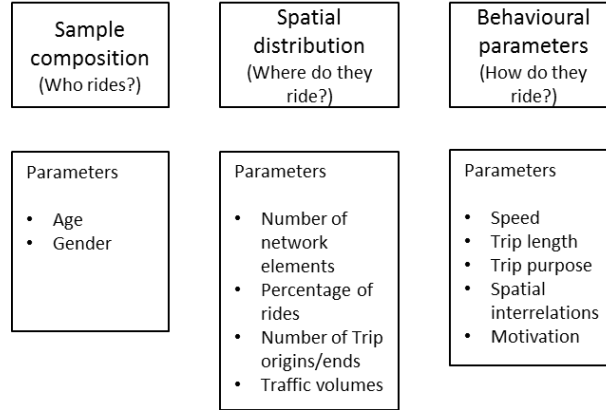 Sample
composition
(Who rides?)
Spatial
distribution
(Where do they
ride?)
Behavioural
parameters
(How do they
ride?)
Parameters
• Age
• Gender
Parameters
• Number of
network
elements
• Percentage of
rides
• Number of Trip
origins/ends
• Traffic volumes
Parameters
• Speed
• Trip length
• Trip purpose
• Spatial
interrelations
• Motivation